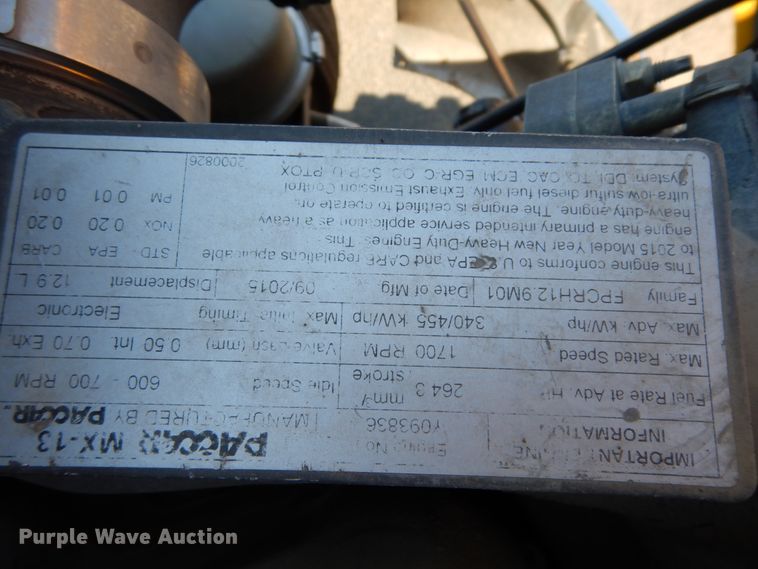 IMPORTANT ENGINE INFORMATION
Engine No. Y093836
PACCAR MX-13
MANUFACTURED BY PACCAR.
Fuel Rate at Adv. HP 264.3 mm³/ stroke
Idle Speed 600 - 700 RPM
Max. Rated Speed 1700 RPM
Valve Lash (mm) 0.50 Int. 0.70 Exh.
Max. Adv. kW/hp 340/455 kW/hp
Max. Initial Timing Electronic
Family FPCRH12.9M01
Date of Mfg 09/2015
Displacement 12.9 L
This engine conforms to U.S. EPA and CARB regulations applicable
to 2015 Model Year New Heavy-Duty Engines. This
engine has a primary intended service application as a heavy
heavy-duty engine. The engine is certified to operate on
ultra-low sulfur diesel fuel only. Exhaust Emission Control
System: DDI, TC, CAC, ECM, EGR-C, OC, SCR-U, PTOX
2000826
STD EPA CARB
NOx 0.20 0.20
PM 0.01 0.01
Purple Wave Auction